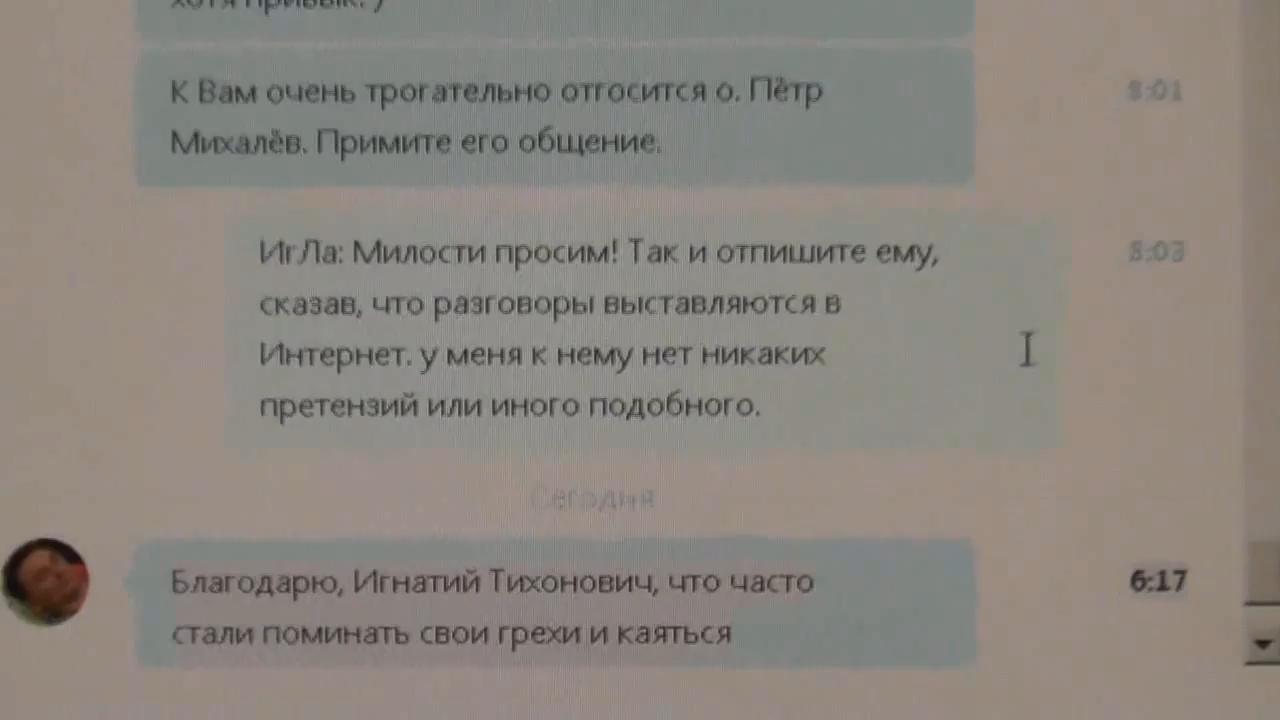 хотя привык. )
К Вам очень трогательно отгосится о. Пётр
8:01
Михалёв. Примите его общение.
ИгЛа: Милости просим! Так и отпишите ему,
8:03
сказав, что разговоры выставляются в
Интернет. у меня к нему нет никаких
претензий или иного подобного.
Сегодня
Благодарю, Игнатий Тихонович, что часто
6:17
стали поминать свои грехи и каяться